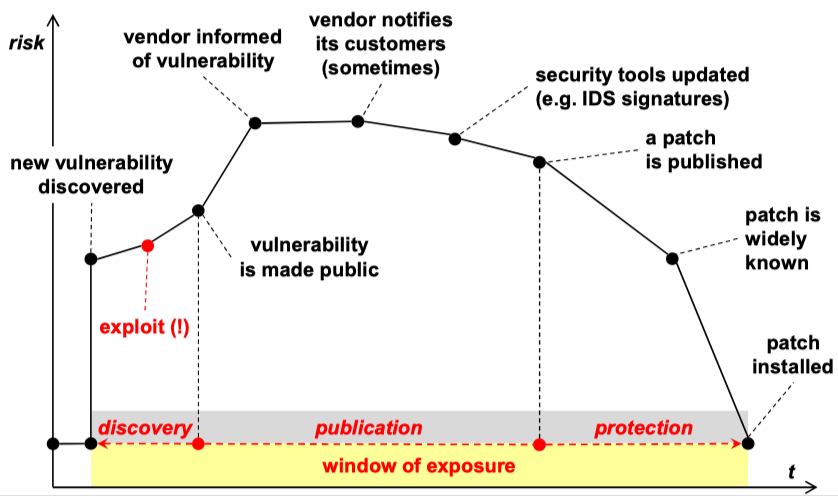 risk
vendor informed
of vulnerability
vendor notifies
its customers
(sometimes)
security tools updated
(e.g. IDS signatures)
a patch
is published
new vulnerability
discovered
vulnerability
is made public
patch is
widely
known
exploit (!)
patch
installed
discovery
publication
protection
window of exposure
t